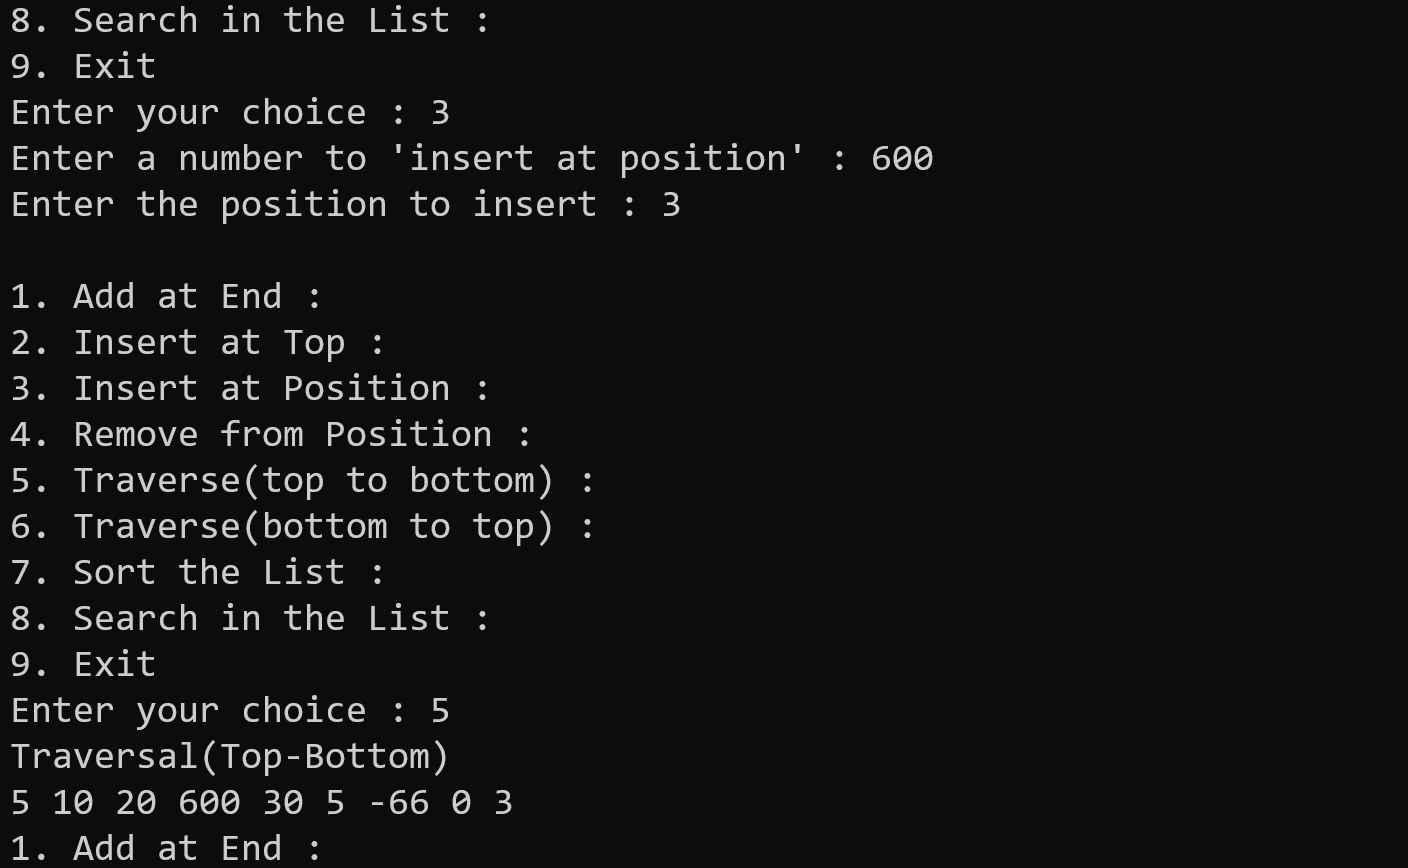 8. Search in the List :
9. Exit
Enter your choice : 3
Enter a number to 'insert at position' : 600
Enter the position to insert : 3
1. Add at End :
2. Insert at Top :
3. Insert at Position :
4. Remove from Position :
5. Traverse(top to bottom) :
6. Traverse(bottom to top) :
7. Sort the List :
8. Search in the List :
9. Exit
Enter your choice : 5
Traversal(Top-Bottom)
5 10 20 600 30 5 -66 0 3
1. Add at End :